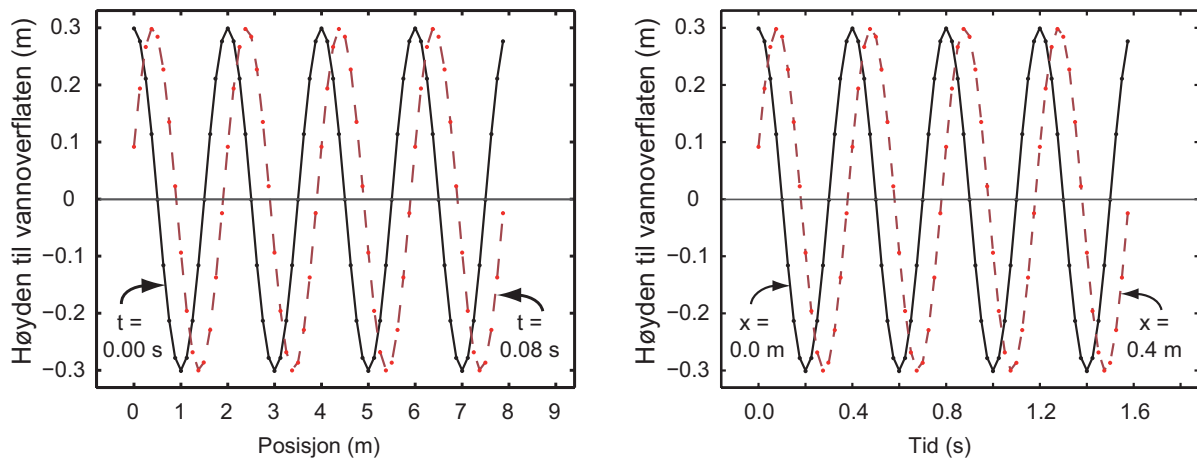 Høyden til vannoverflaten (m)
0.3
0.2
0.1
0
−0.1
−0.2
−0.3
t =
0.00 s
t =
0.08 s
0 1 2 3 4 5 6 7 8 9
Posisjon (m)
Høyden til vannoverflaten (m)
0.3
0.2
0.1
0
−0.1
−0.2
−0.3
x =
0.0 m
x =
0.4 m
0.0 0.4 0.8 1.2 1.6
Tid (s)